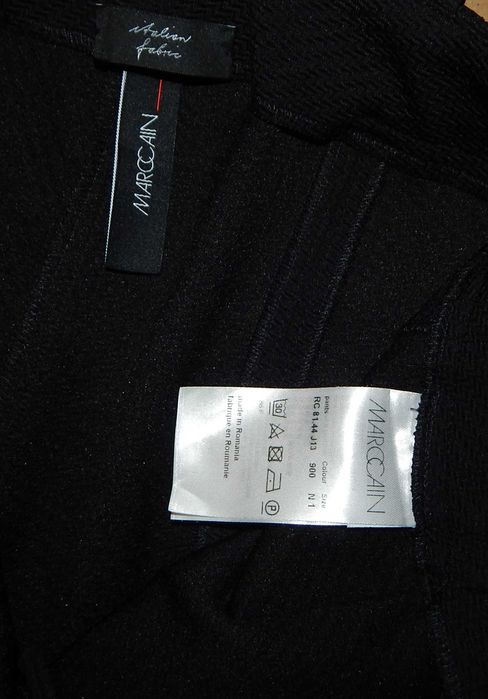 italian
fabric
MARCCAIN
MARCCAIN
pants Colour Size
RC 81.44 J13 900 N 1
30 P
made in Romania
fabriqué en Roumanie